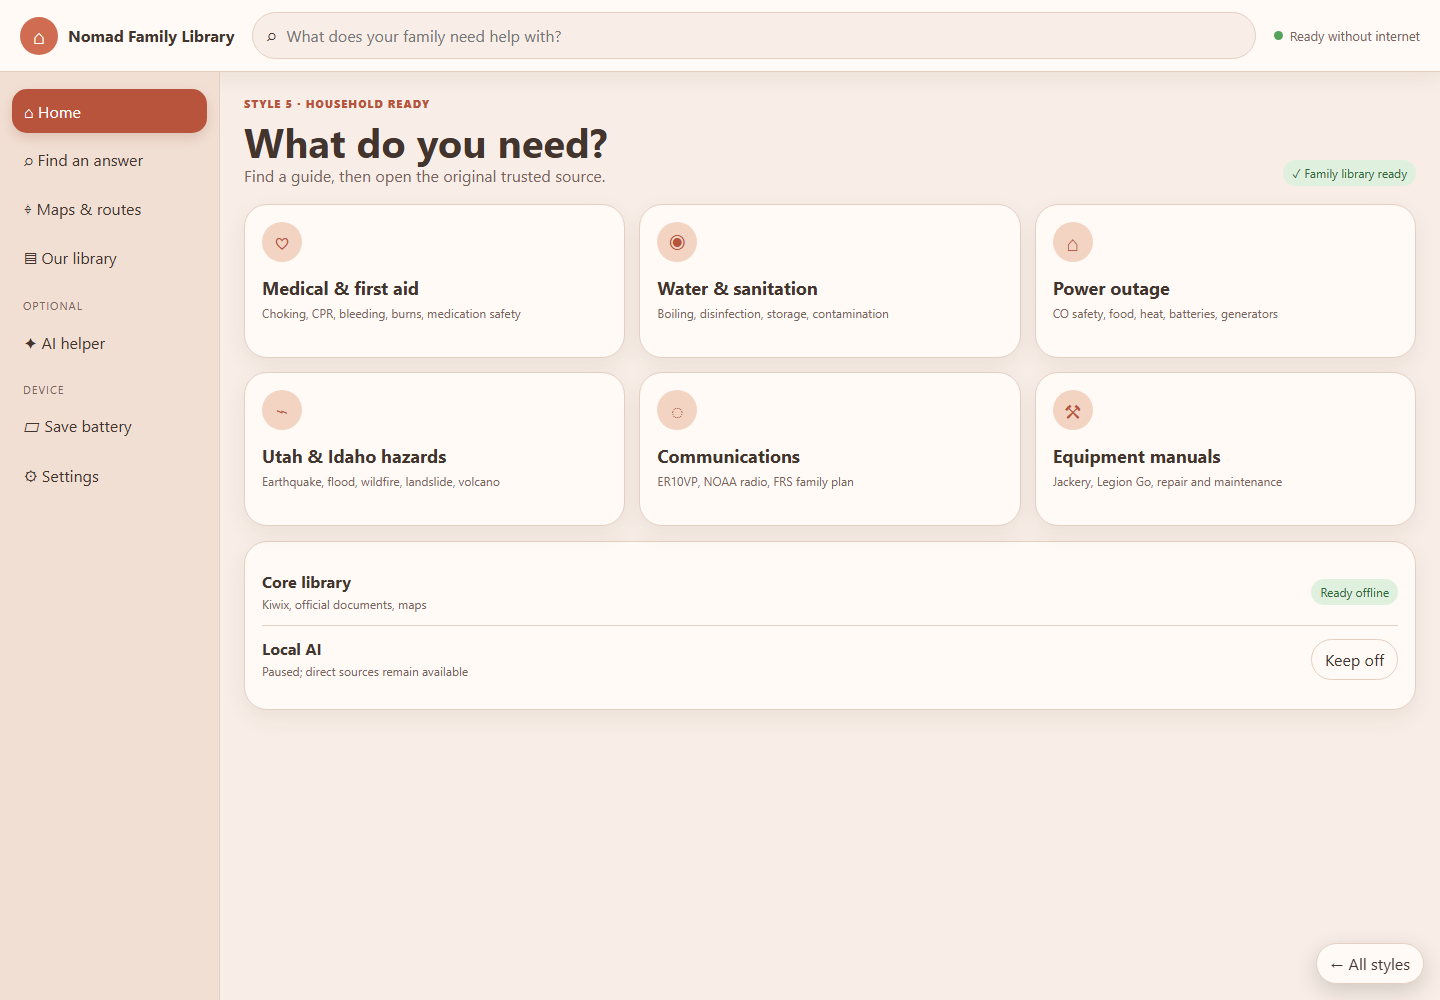 Nomad Family Library
What does your family need help with?
Ready without internet
Home
Find an answer
Maps & routes
Our library
OPTIONAL
AI helper
DEVICE
Save battery
Settings
STYLE 5 · HOUSEHOLD READY
What do you need?
Find a guide, then open the original trusted source.
✓ Family library ready
Medical & first aid
Choking, CPR, bleeding, burns, medication safety
Water & sanitation
Boiling, disinfection, storage, contamination
Power outage
CO safety, food, heat, batteries, generators
Utah & Idaho hazards
Earthquake, flood, wildfire, landslide, volcano
Communications
ER10VP, NOAA radio, FRS family plan
Equipment manuals
Jackery, Legion Go, repair and maintenance
Core library
Kiwix, official documents, maps
Ready offline
Local AI
Paused; direct sources remain available
Keep off
← All styles